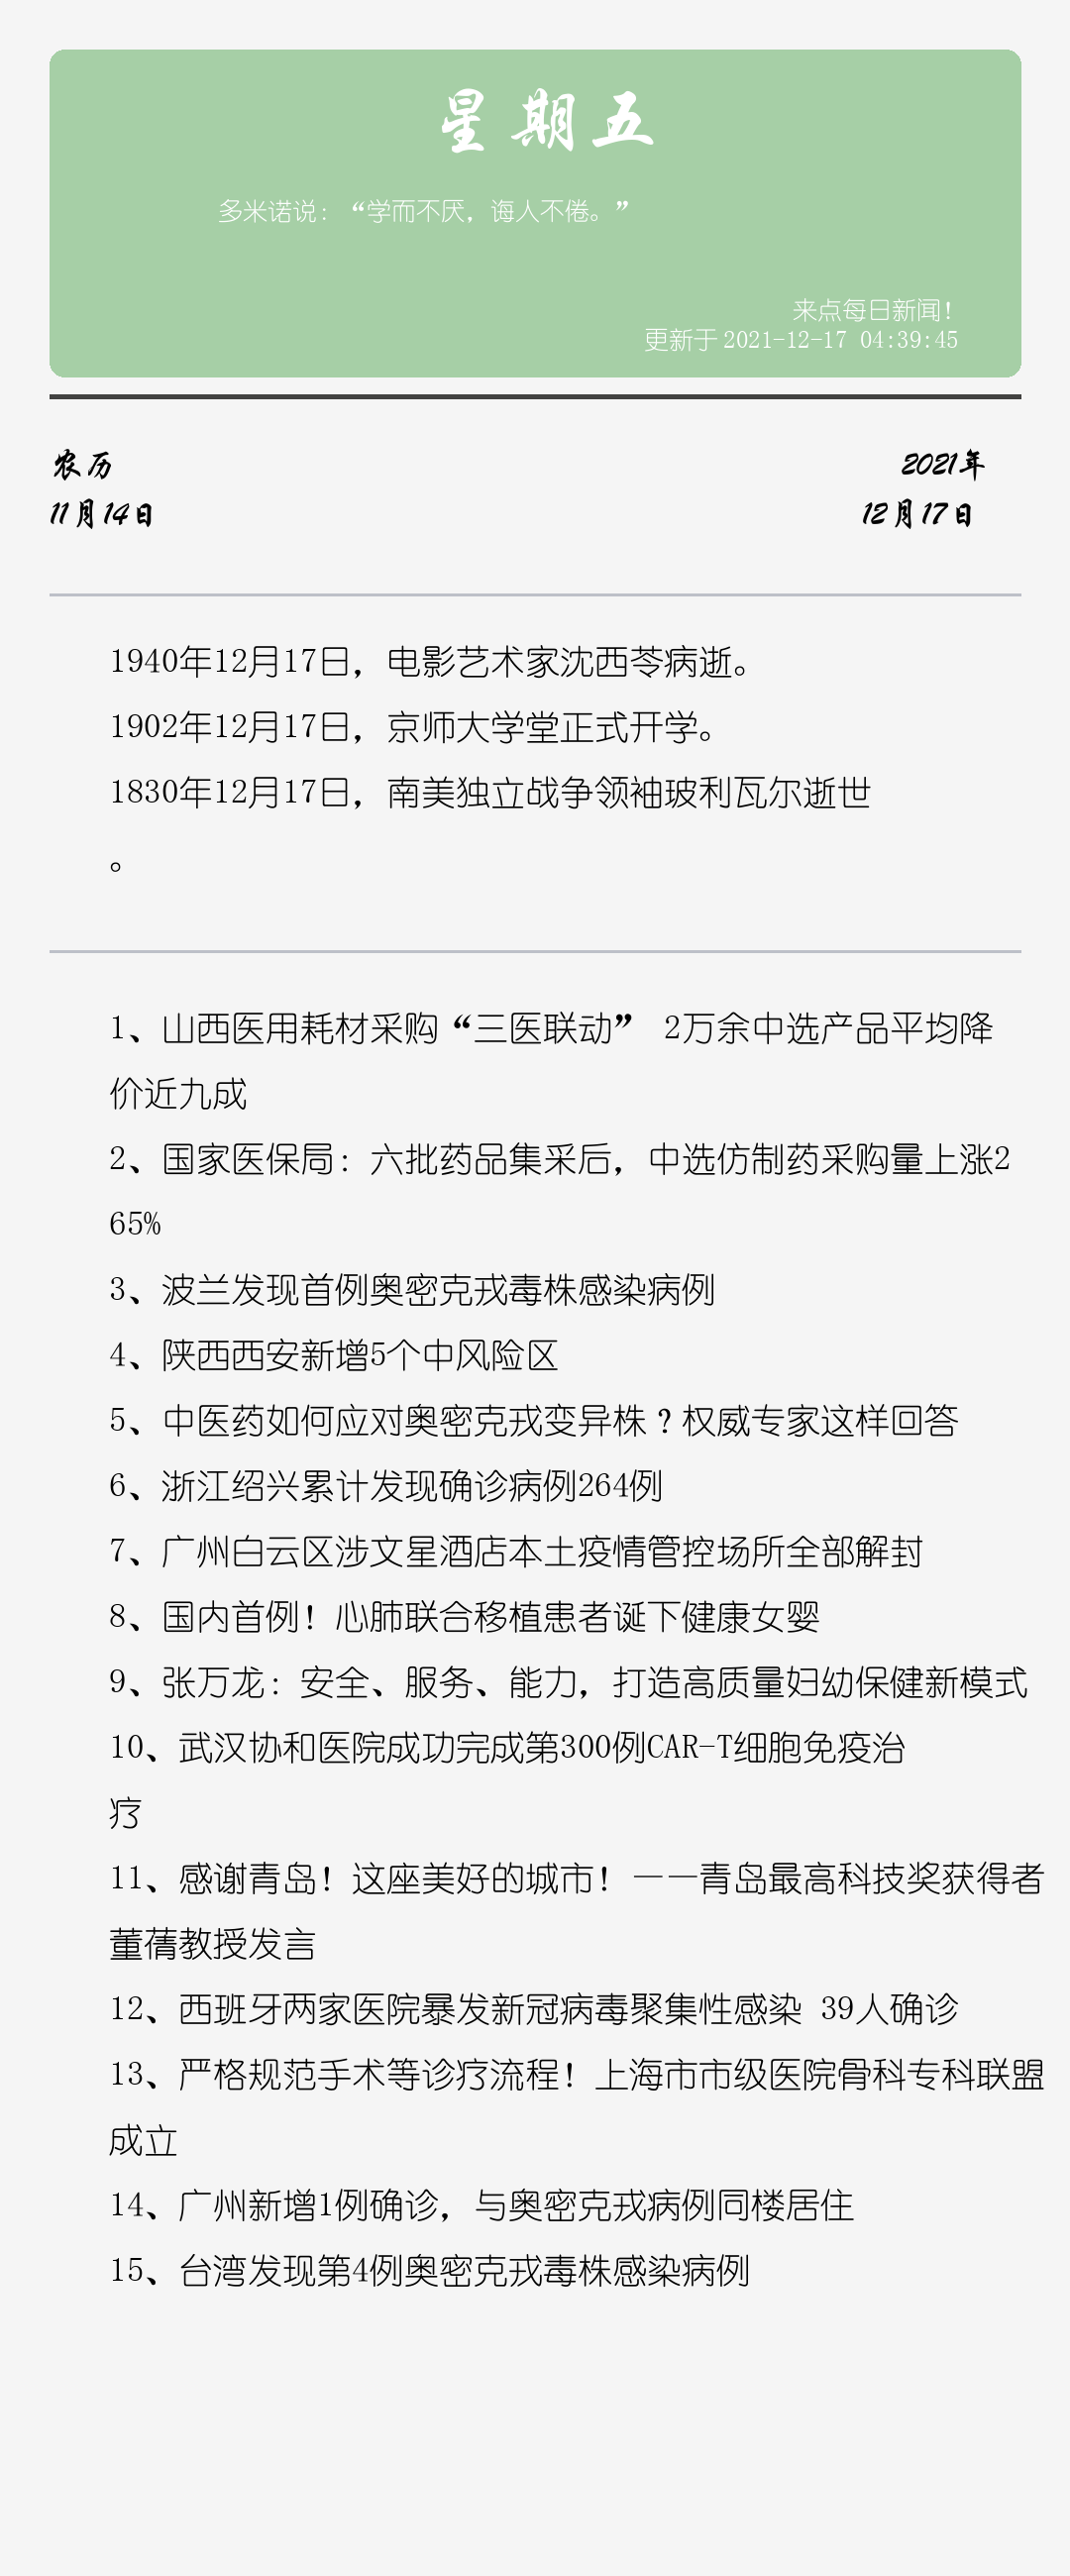 星期五
多米诺说：“学而不厌，诲人不倦。”
来点每日新闻！
更新于 2021-12-17 04:39:45
农历
2021年
11月14日
12月17日
1940年12月17日，电影艺术家沈西苓病逝。
1902年12月17日，京师大学堂正式开学。
1830年12月17日，南美独立战争领袖玻利瓦尔逝世
。
1、山西医用耗材采购“三医联动” 2万余中选产品平均降
价近九成
2、国家医保局：六批药品集采后，中选仿制药采购量上涨2
65%
3、波兰发现首例奥密克戎毒株感染病例
4、陕西西安新增5个中风险区
5、中医药如何应对奥密克戎变异株？权威专家这样回答
6、浙江绍兴累计发现确诊病例264例
7、广州白云区涉文星酒店本土疫情管控场所全部解封
8、国内首例！心肺联合移植患者诞下健康女婴
9、张万龙：安全、服务、能力，打造高质量妇幼保健新模式
10、武汉协和医院成功完成第300例CAR-T细胞免疫治
疗
11、感谢青岛！这座美好的城市！——青岛最高科技奖获得者
董蒨教授发言
12、西班牙两家医院暴发新冠病毒聚集性感染 39人确诊
13、严格规范手术等诊疗流程！上海市市级医院骨科专科联盟
成立
14、广州新增1例确诊，与奥密克戎病例同楼居住
15、台湾发现第4例奥密克戎毒株感染病例